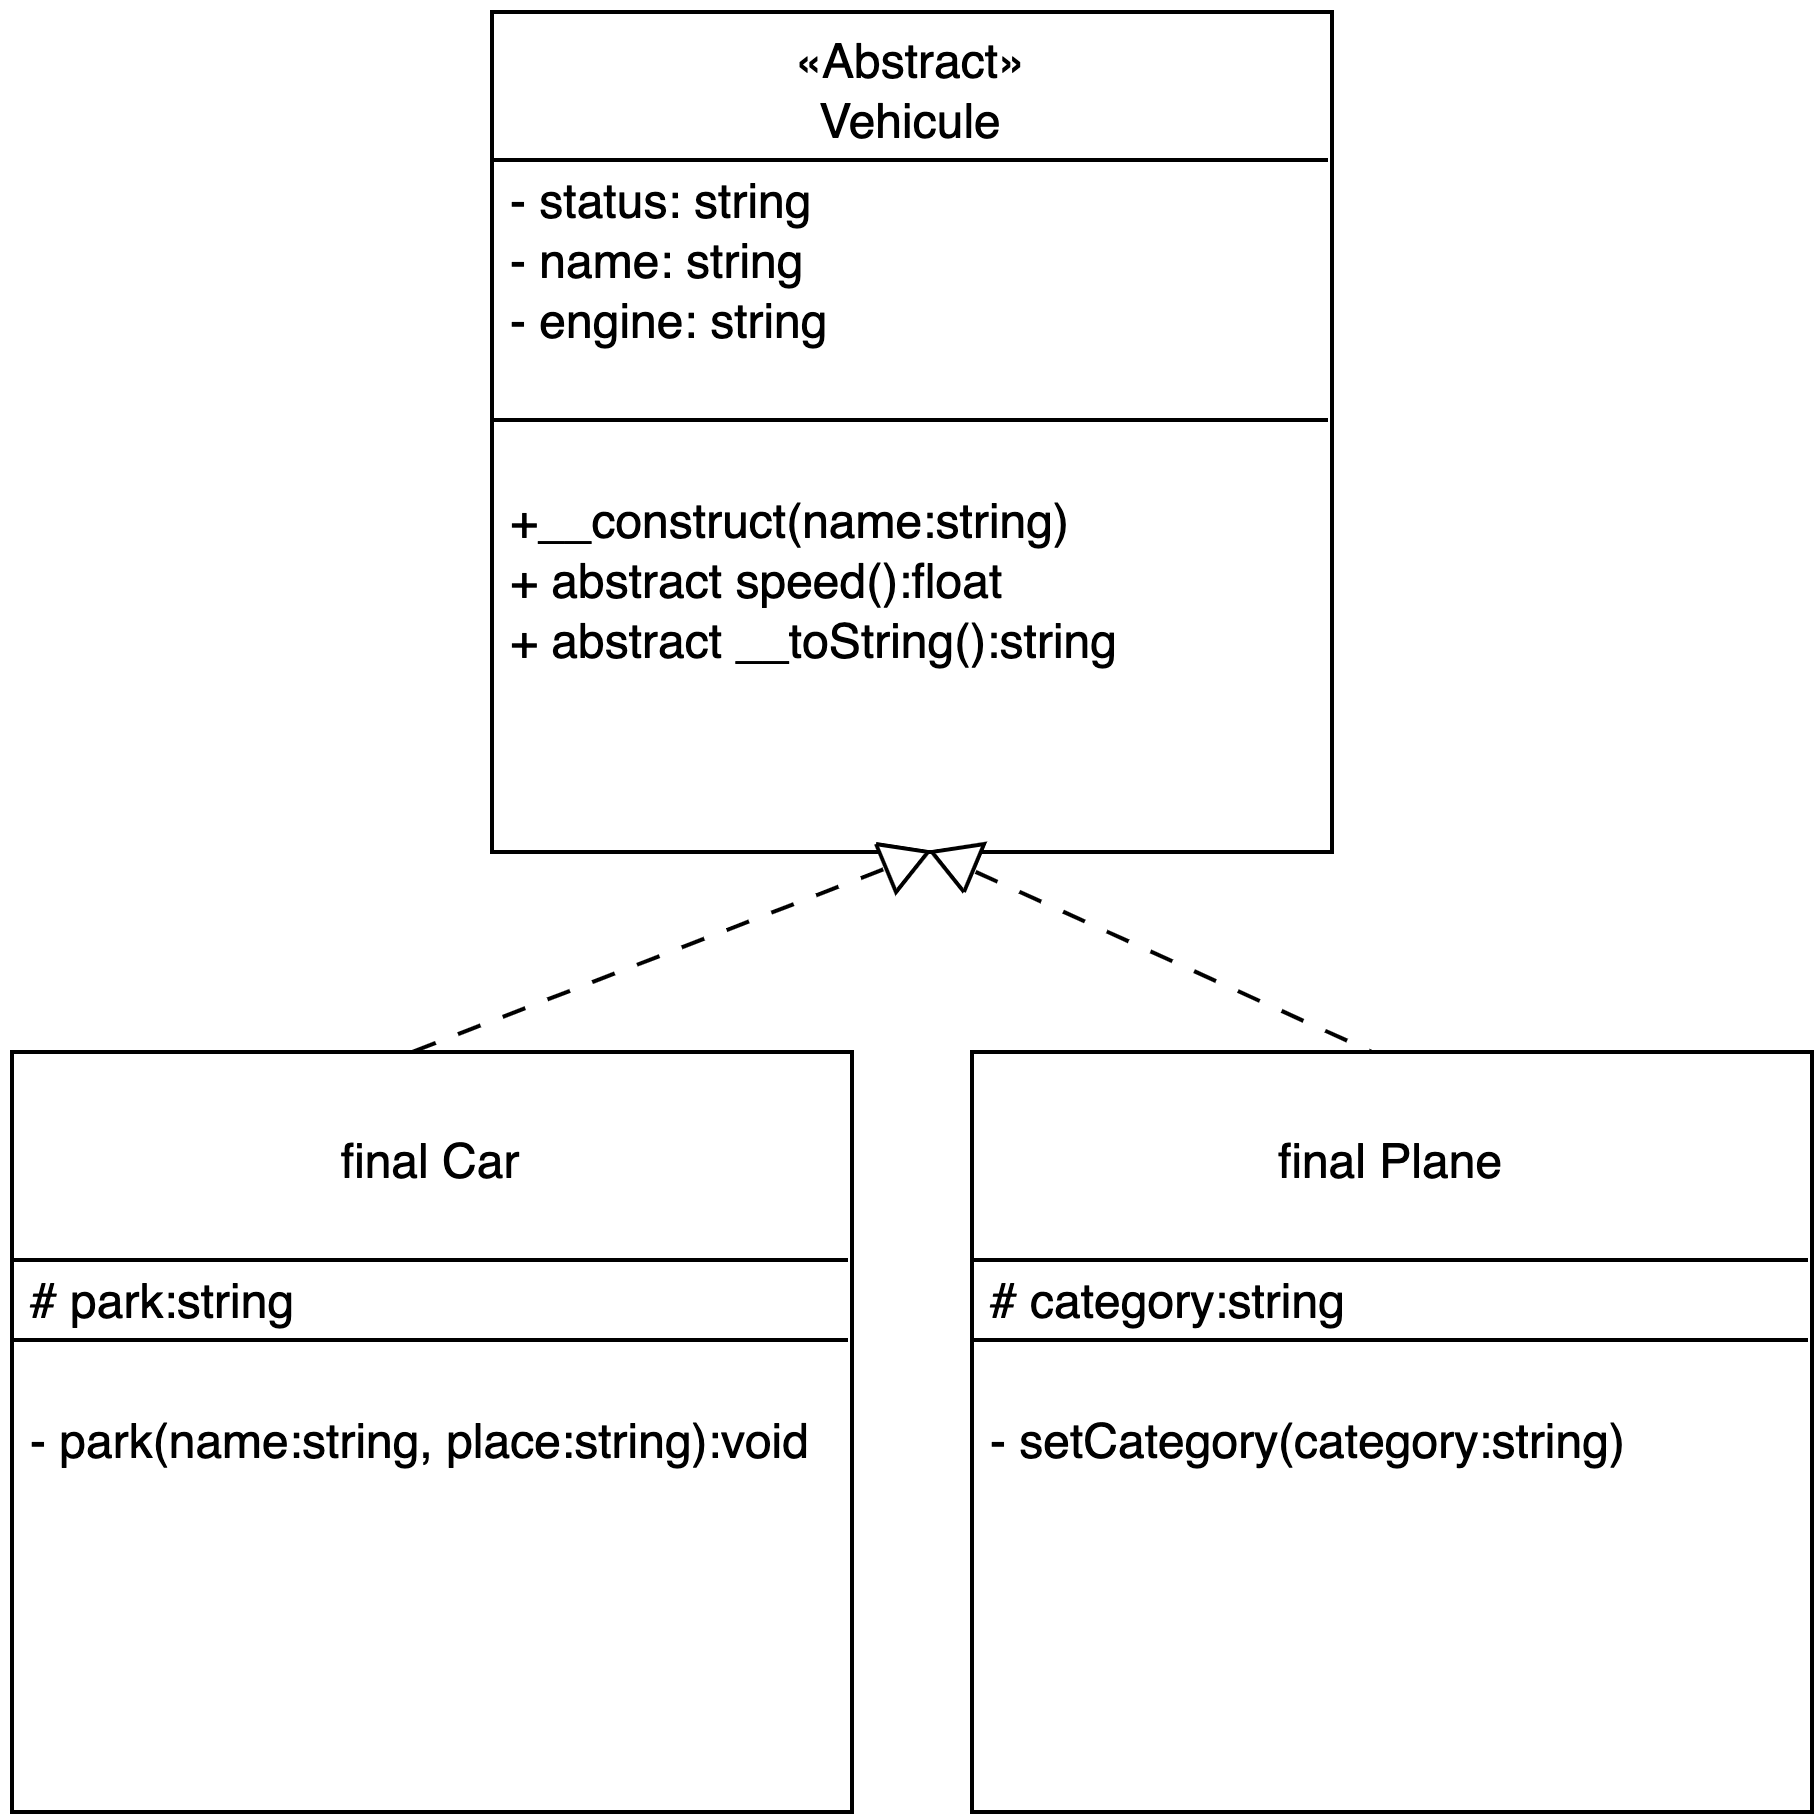 «Abstract»
Vehicule
- status: string
- name: string
- engine: string
+__construct(name:string)
+ abstract speed():float
+ abstract __toString():string
final Car
# park:string
- park(name:string, place:string):void
final Plane
# category:string
- setCategory(category:string)